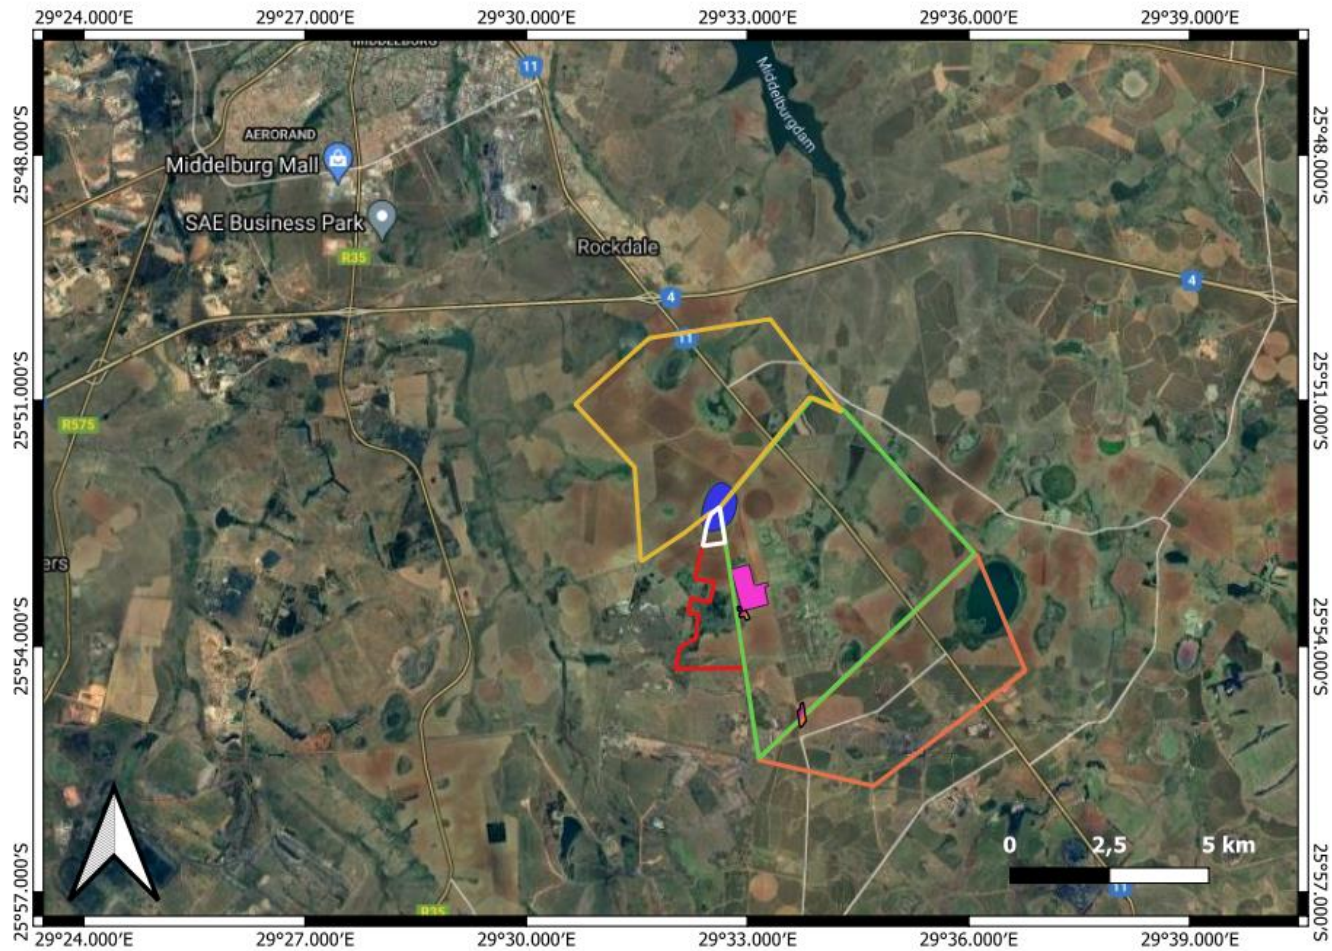 29°24.000'E 29°27.000'E 29°30.000'E 29°33.000'E 29°36.000'E 29°39.000'E
MIDDELBURG
11
Middelburgdam
25°48.000'S 25°48.000'S
AERORAND
Middelburg Mall
SAE Business Park
Rockdale
R35
4
4
11
25°51.000'S 25°51.000'S
R575
ers
25°54.000'S 25°54.000'S
0 2,5 5 km
25°57.000'S 25°57.000'S
11
R35
29°24.000'E 29°27.000'E 29°30.000'E 29°33.000'E 29°36.000'E 29°39.000'E